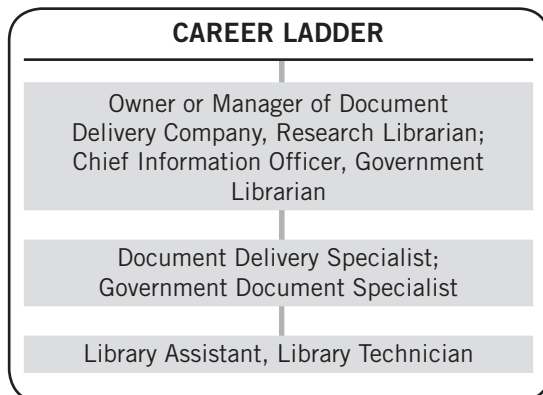 CAREER LADDER
Owner or Manager of Document
Delivery Company, Research Librarian;
Chief Information Officer, Government
Librarian
Document Delivery Specialist;
Government Document Specialist
Library Assistant, Library Technician